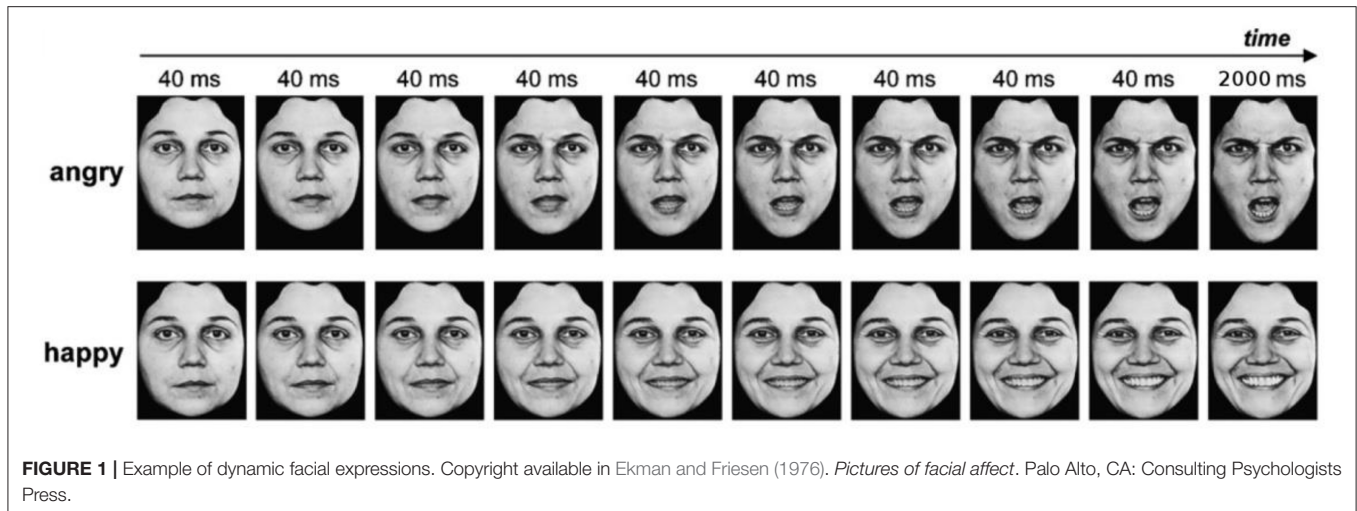 time
40 ms 40 ms 40 ms 40 ms 40 ms 40 ms 40 ms 40 ms 40 ms 2000 ms
angry
happy
FIGURE 1 | Example of dynamic facial expressions. Copyright available in Ekman and Friesen (1976). Pictures of facial affect. Palo Alto, CA: Consulting Psychologists
Press.